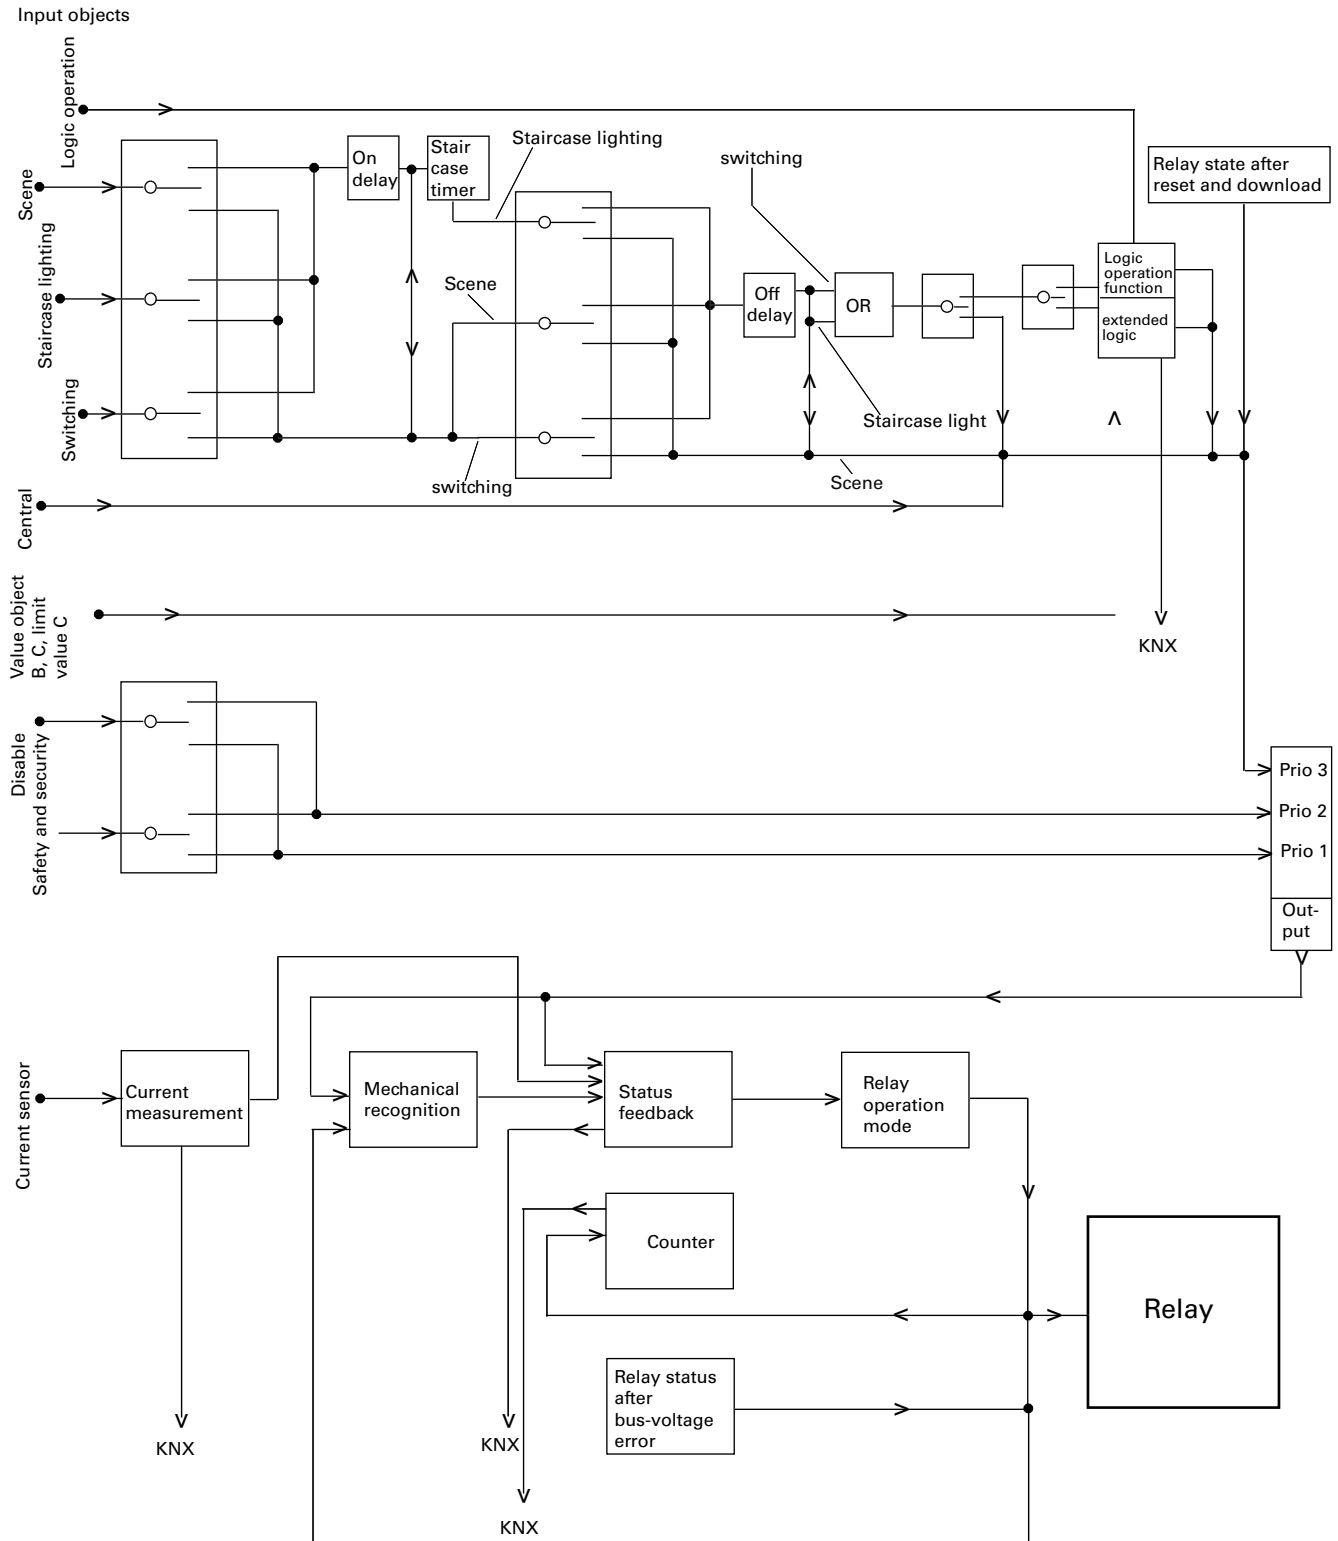 Input objects
Logic operation
Scene
Staircase lighting
Switching
On
delay
Stair
case
timer
Staircase lighting
Scene
switching
switching
Off
delay
OR
Staircase light
Scene
Logic
operation
function
extended
logic
Relay state after
reset and download
Central
Value object
B, C, limit
value C
KNX
Disable
Safety and security
Prio 3
Prio 2
Prio 1
Out-
put
Current sensor
Current
measurement
Mechanical
recognition
Status
feedback
Relay
operation
mode
Counter
Relay
Relay status
after
bus-voltage
error
KNX
KNX
KNX